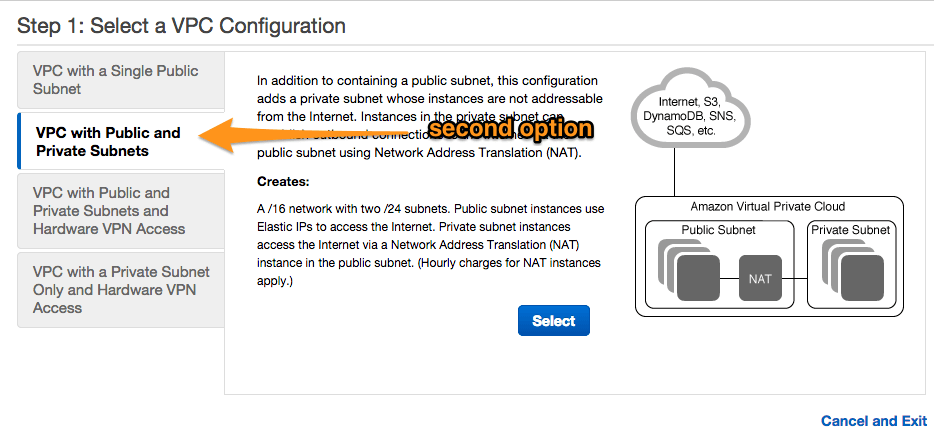 Step 1: Select a VPC Configuration
VPC with a Single Public
Subnet
VPC with Public and
Private Subnets
VPC with Public and
Private Subnets and
Hardware VPN Access
VPC with a Private Subnet
Only and Hardware VPN
Access
In addition to containing a public subnet, this configuration
adds a private subnet whose instances are not addressable
from the Internet. Instances in the private subnet can
second option
public subnet using Network Address Translation (NAT).
Creates:
A /16 network with two /24 subnets. Public subnet instances use
Elastic IPs to access the Internet. Private subnet instances
access the Internet via a Network Address Translation (NAT)
instance in the public subnet. (Hourly charges for NAT instances
apply.)
Select
Internet, S3,
DynamoDB, SNS,
SQS, etc.
Amazon Virtual Private Cloud
Public Subnet
Private Subnet
NAT
Cancel and Exit